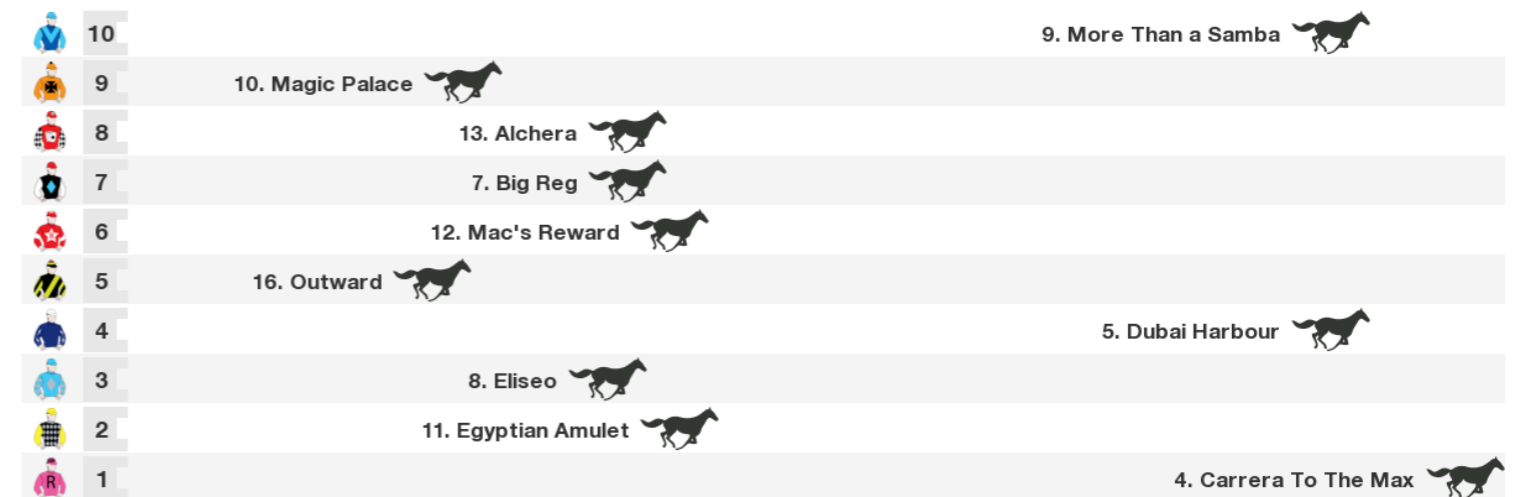 10 9. More Than a Samba
9 10. Magic Palace
8 13. Alchera
7 7. Big Reg
6 12. Mac's Reward
5 16. Outward
4 5. Dubai Harbour
3 8. Eliseo
2 11. Egyptian Amulet
R 1 4. Carrera To The Max